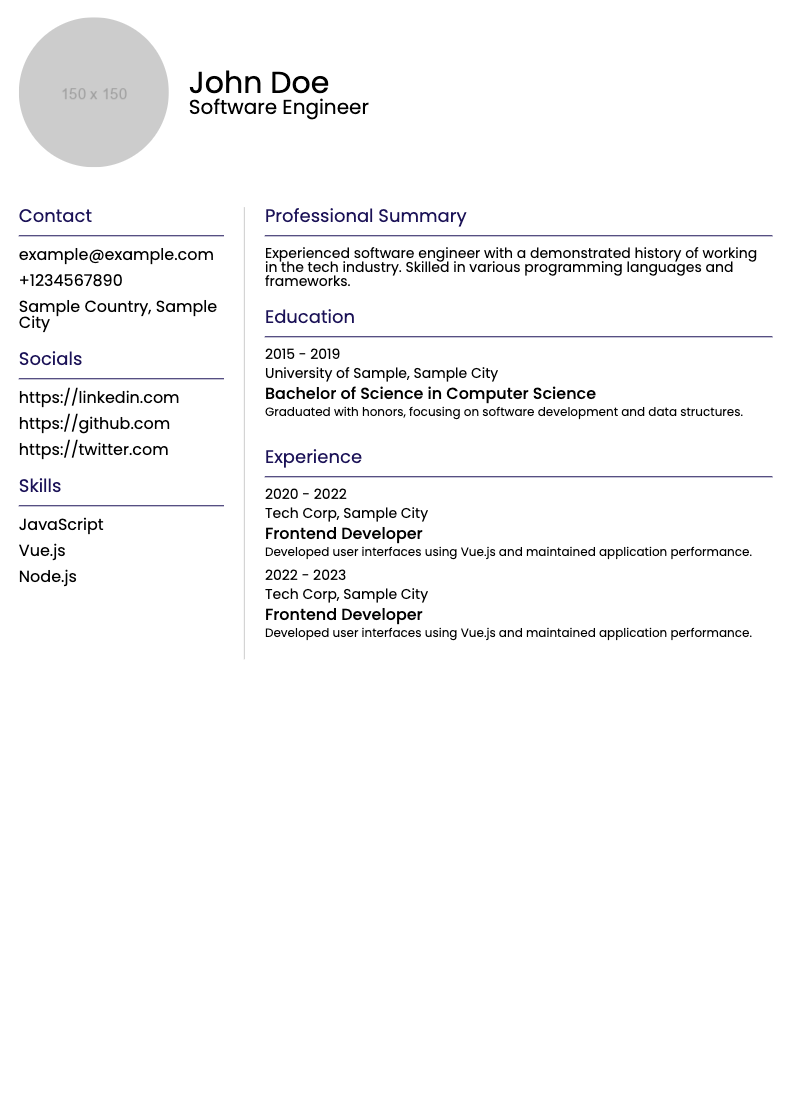 150 x 150
John Doe
Software Engineer
Contact
example@example.com
+1234567890
Sample Country, Sample
City
Socials
https://linkedin.com
https://github.com
https://twitter.com
Skills
JavaScript
Vue.js
Node.js
Professional Summary
Experienced software engineer with a demonstrated history of working
in the tech industry. Skilled in various programming languages and
frameworks.
Education
2015 - 2019
University of Sample, Sample City
Bachelor of Science in Computer Science
Graduated with honors, focusing on software development and data structures.
Experience
2020 - 2022
Tech Corp, Sample City
Frontend Developer
Developed user interfaces using Vue.js and maintained application performance.
2022 - 2023
Tech Corp, Sample City
Frontend Developer
Developed user interfaces using Vue.js and maintained application performance.